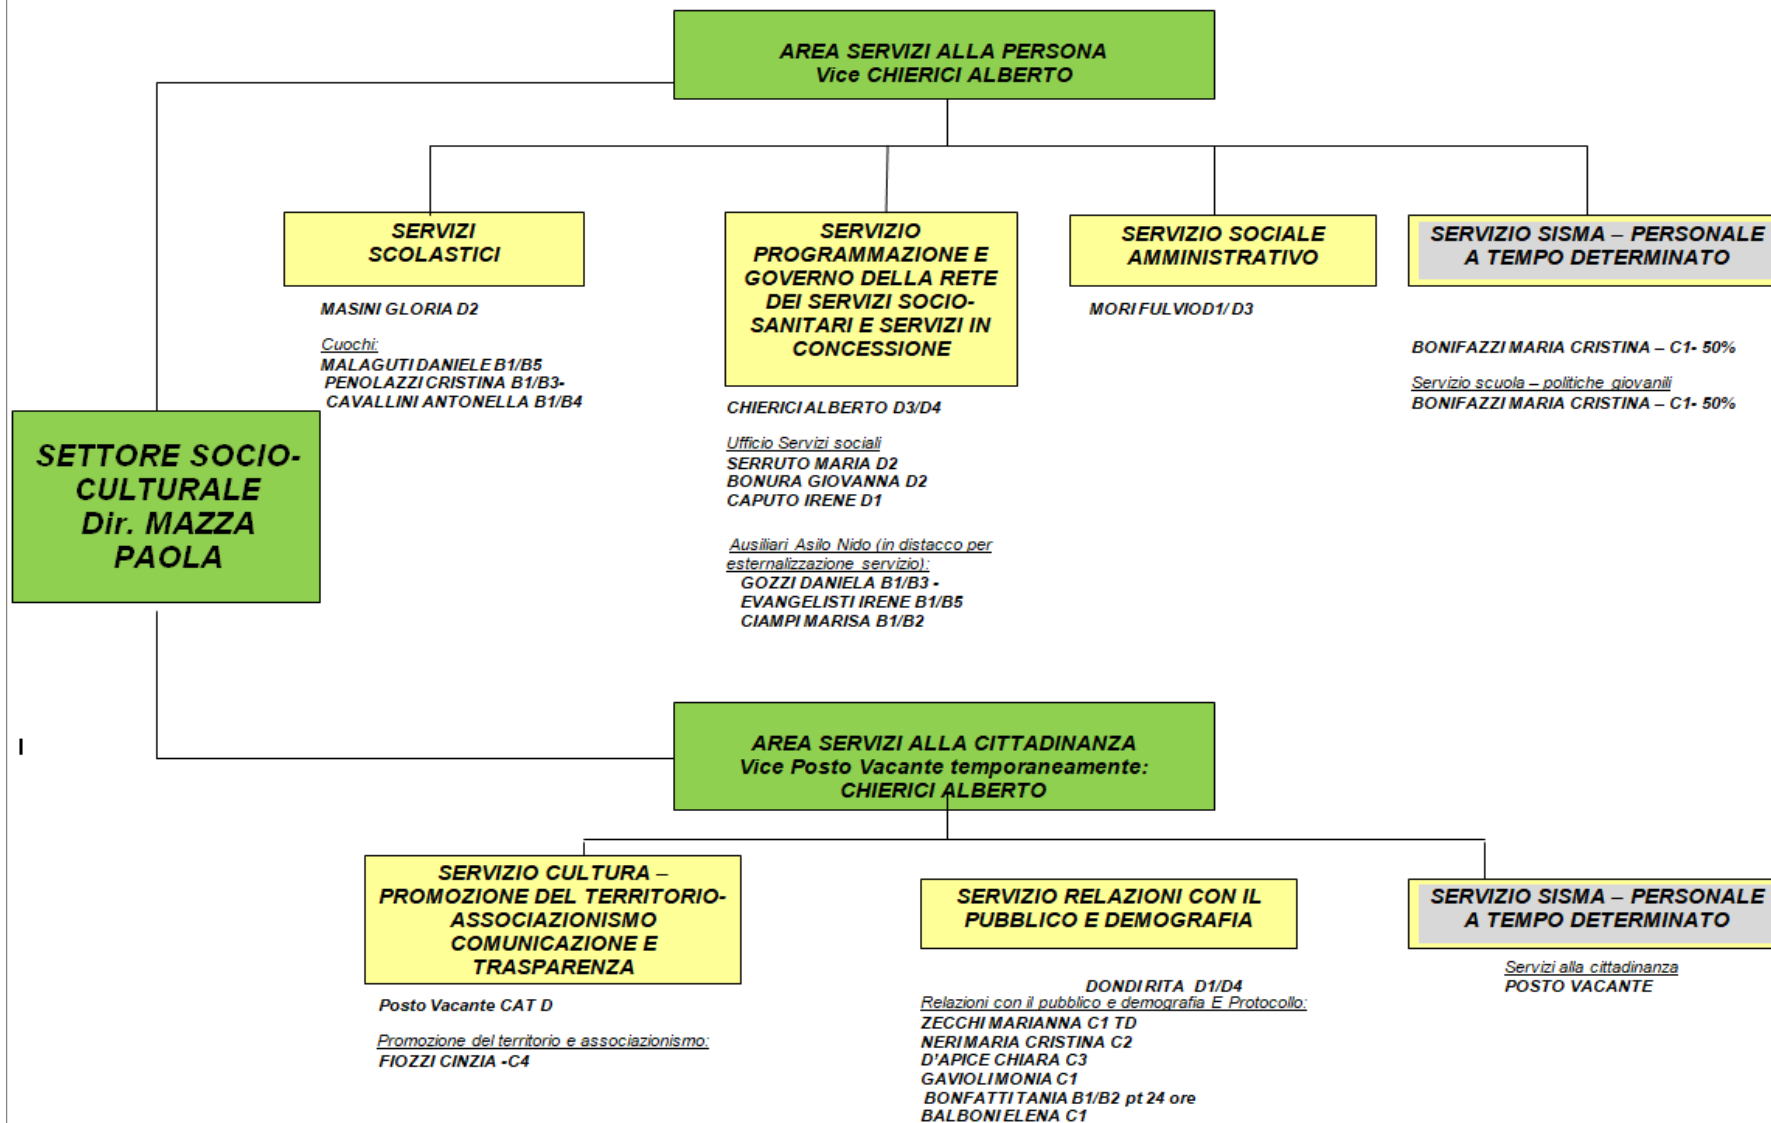 AREA SERVIZI ALLA PERSONA
Vice CHIERICI ALBERTO
SERVIZI
SCOLASTICI
MASINI GLORIA D2
Cuochi:
MALAGUTI DANIELE B1/B5
PENOLAZZI CRISTINA B1/B3-
CAVALLINI ANTONELLA B1/B4
SERVIZIO
PROGRAMMAZIONE E
GOVERNO DELLA RETE
DEI SERVIZI SOCIO-
SANITARI E SERVIZI IN
CONCESSIONE
CHIERICI ALBERTO D3/D4
Ufficio Servizi sociali
SERRUTO MARIA D2
BONURA GIOVANNA D2
CAPUTO IRENE D1
Ausiliari Asilo Nido (in distacco per
esternalizzazione servizio):
GOZZI DANIELA B1/B3 -
EVANGELISTI IRENE B1/B5
CIAMPI MARISA B1/B2
SERVIZIO SOCIALE
AMMINISTRATIVO
MORI FULVIO D1/ D3
SERVIZIO SISMA – PERSONALE
A TEMPO DETERMINATO
BONIFAZZI MARIA CRISTINA – C1- 50%
Servizio scuola – politiche giovanili
BONIFAZZI MARIA CRISTINA – C1- 50%
SETTORE SOCIO-
CULTURALE
Dir. MAZZA
PAOLA
AREA SERVIZI ALLA CITTADINANZA
Vice Posto Vacante temporaneamente:
CHIERICI ALBERTO
SERVIZIO CULTURA –
PROMOZIONE DEL TERRITORIO-
ASSOCIAZIONISMO
COMUNICAZIONE E
TRASPARENZA
Posto Vacante CAT D
Promozione del territorio e associazionismo:
FIOZZI CINZIA -C4
SERVIZIO RELAZIONI CON IL
PUBBLICO E DEMOGRAFIA
DONDI RITA D1/D4
Relazioni con il pubblico e demografia E Protocollo:
ZECCHI MARIANNA C1 TD
NERI MARIA CRISTINA C2
D'APICE CHIARA C3
GAVIOLI MONIA C1
BONFATTI TANIA B1/B2 pt 24 ore
BALBONI ELENA C1
SERVIZIO SISMA – PERSONALE
A TEMPO DETERMINATO
Servizi alla cittadinanza
POSTO VACANTE